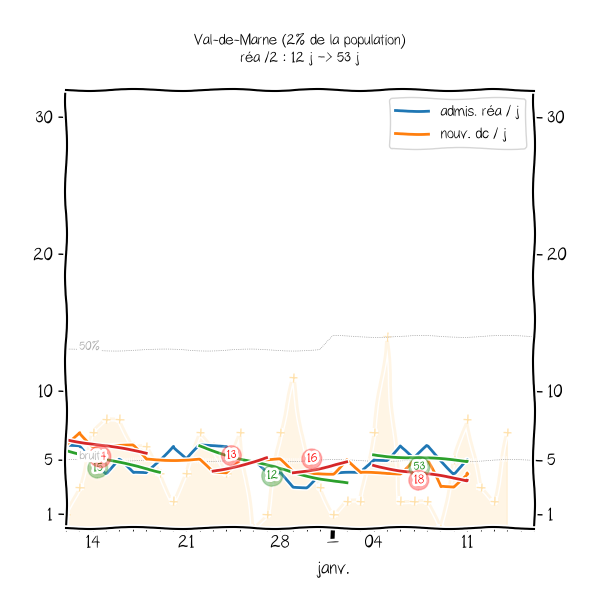 Val-de-Marne (2% de la population)
réa /2 : 12 j -> 53 j
admis. réa / j
nouv. dc / j
30 30
20 20
50%
10 10
bruit
15
13
12
16
53
18
5 5
1 1
14 21 28 04 11
janv.